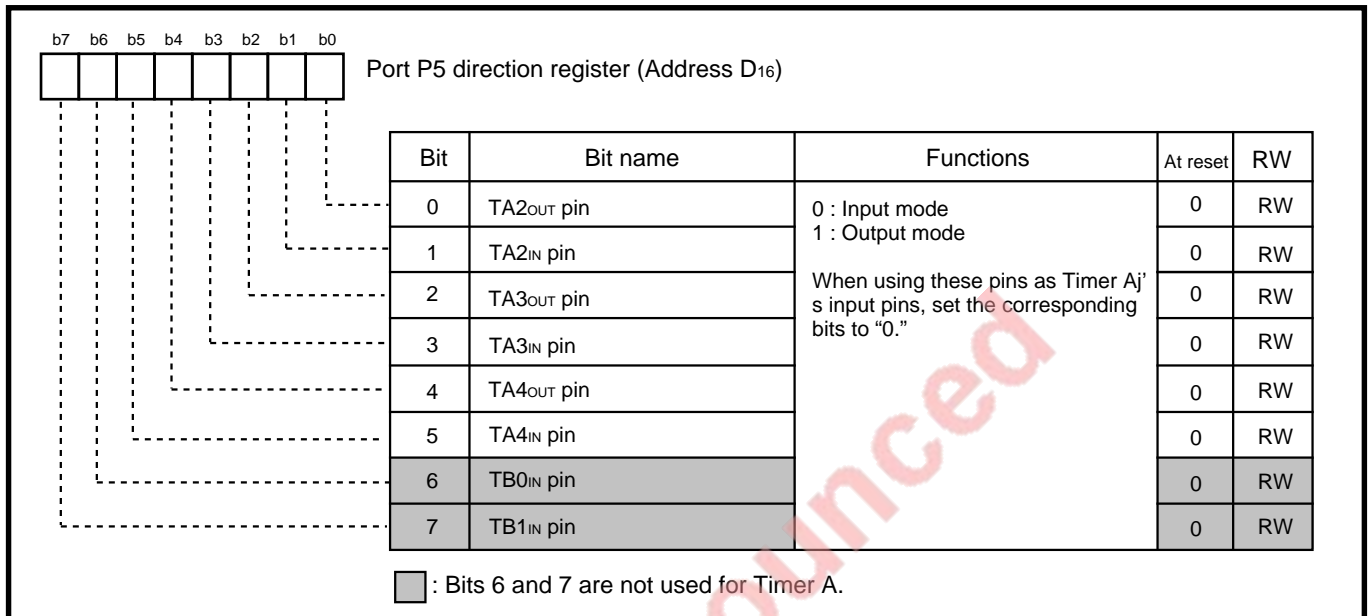 b7 b6 b5 b4 b3 b2 b1 b0
Port P5 direction register (Address D16)
Bit Bit name Functions At reset RW
0 TA2OUT pin 0 RW
1 TA2IN pin 0 RW
2 TA3OUT pin 0 RW
3 TA3IN pin 0 RW
4 TA4OUT pin 0 RW
5 TA4IN pin 0 RW
6 TB0IN pin 0 RW
7 TB1IN pin 0 RW
0 : Input mode
1 : Output mode
When using these pins as Timer Aj’
s input pins, set the corresponding
bits to “0.”
: Bits 6 and 7 are not used for Timer A.
ounced